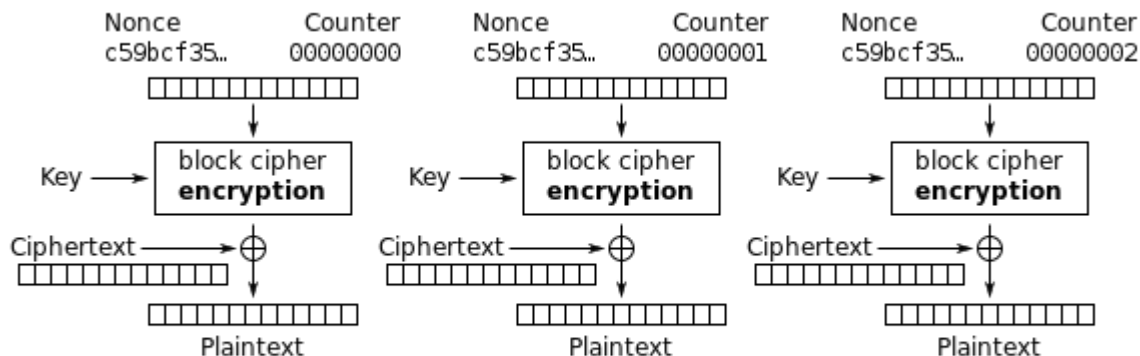 Nonce Counter Nonce Counter Nonce Counter
c59bcf35… 00000000 c59bcf35… 00000001 c59bcf35… 00000002
block cipher block cipher block cipher
Key encryption Key encryption Key encryption
Ciphertext Ciphertext Ciphertext
Plaintext Plaintext Plaintext